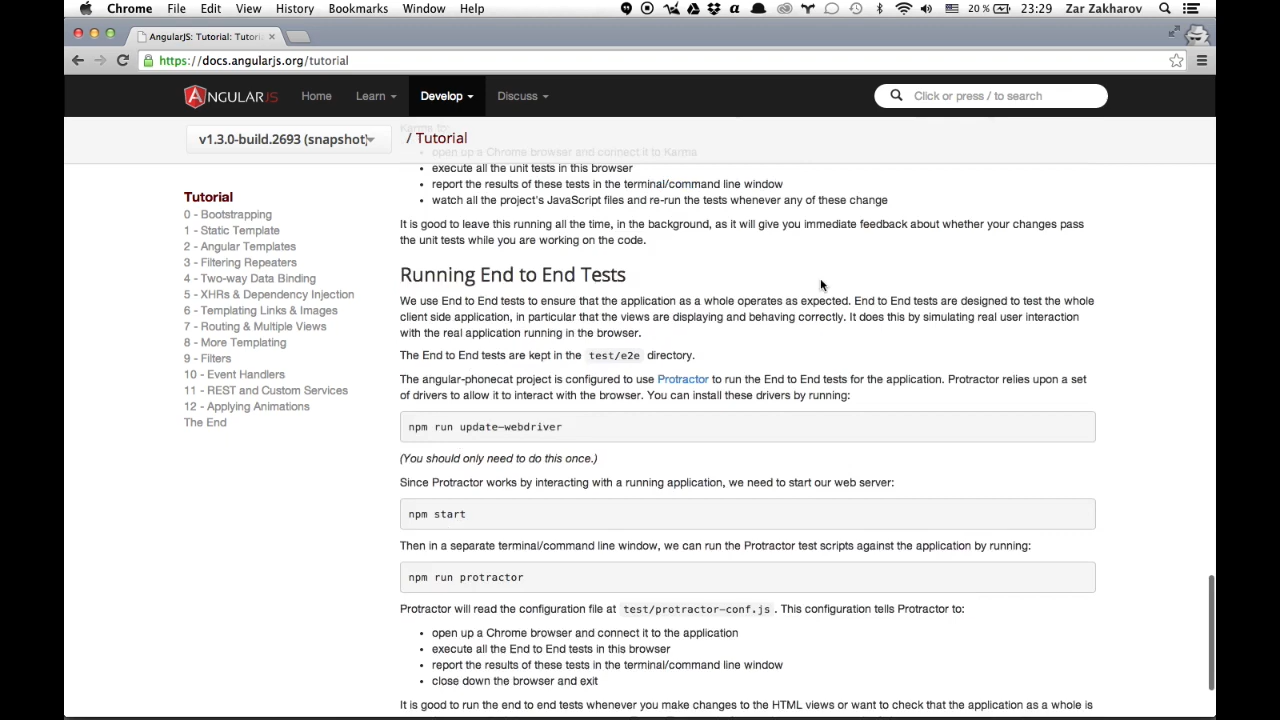 Chrome File Edit View History Bookmarks Window Help 20 % 23:29 Zar Zakharov
AngularJS: Tutorial: Tutori
https://docs.angularjs.org/tutorial
ANGULARJS Home Learn Develop Discuss Click or press / to search
v1.3.0-build.2693 (snapshot) / Tutorial
Tutorial
0 - Bootstrapping
1 - Static Template
2 - Angular Templates
3 - Filtering Repeaters
4 - Two-way Data Binding
5 - XHRs & Dependency Injection
6 - Templating Links & Images
7 - Routing & Multiple Views
8 - More Templating
9 - Filters
10 - Event Handlers
11 - REST and Custom Services
12 - Applying Animations
The End
Karma to:
open up a Chrome browser and connect it to Karma
execute all the unit tests in this browser
report the results of these tests in the terminal/command line window
watch all the project's JavaScript files and re-run the tests whenever any of these change
It is good to leave this running all the time, in the background, as it will give you immediate feedback about whether your changes pass
the unit tests while you are working on the code.
Running End to End Tests
We use End to End tests to ensure that the application as a whole operates as expected. End to End tests are designed to test the whole
client side application, in particular that the views are displaying and behaving correctly. It does this by simulating real user interaction
with the real application running in the browser.
The End to End tests are kept in the test/e2e directory.
The angular-phonecat project is configured to use Protractor to run the End to End tests for the application. Protractor relies upon a set
of drivers to allow it to interact with the browser. You can install these drivers by running:
npm run update-webdriver
(You should only need to do this once.)
Since Protractor works by interacting with a running application, we need to start our web server:
npm start
Then in a separate terminal/command line window, we can run the Protractor test scripts against the application by running:
npm run protractor
Protractor will read the configuration file at test/protractor-conf.js. This configuration tells Protractor to:
open up a Chrome browser and connect it to the application
execute all the End to End tests in this browser
report the results of these tests in the terminal/command line window
close down the browser and exit
It is good to run the end to end tests whenever you make changes to the HTML views or want to check that the application as a whole is